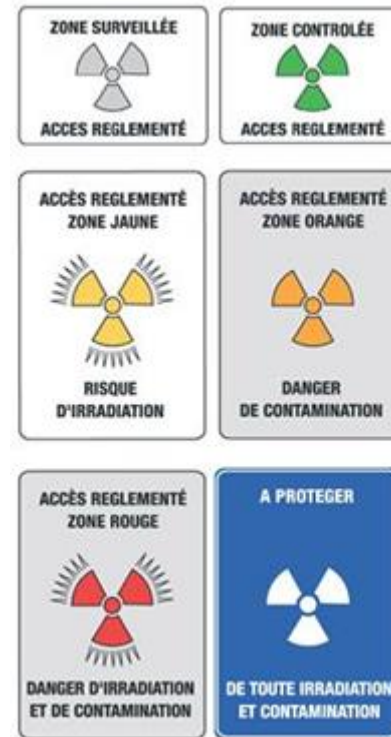 ZONE SURVEILLÉE
ACCES REGLEMENTÉ
ZONE CONTROLÉE
ACCES REGLEMENTÉ
ACCÈS REGLEMENTÉ
ZONE JAUNE
RISQUE
D'IRRADIATION
ACCÈS REGLEMENTÉ
ZONE ORANGE
DANGER
DE CONTAMINATION
ACCÈS REGLEMENTÉ
ZONE ROUGE
DANGER D'IRRADIATION
ET DE CONTAMINATION
A PROTEGER
DE TOUTE IRRADIATION
ET CONTAMINATION